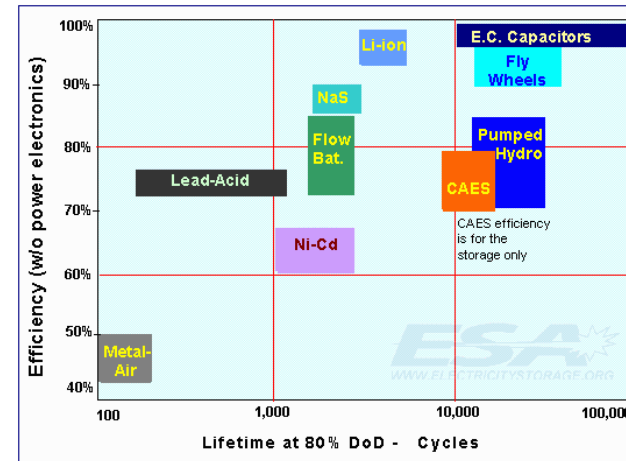 100%
90%
80%
70%
60%
50%
40%
Efficiency (w/o power electronics)
Li-ion
E.C. Capacitors
Fly
Wheels
NaS
Flow
Bat.
Pumped
Hydro
Lead-Acid
CAES
CAES efficiency
is for the
storage only
Ni-Cd
Metal-
Air
ESA
WWW.ELECTRICITYSTORAGE.ORG
100
1,000
10,000
100,000
Lifetime at 80% DoD - Cycles